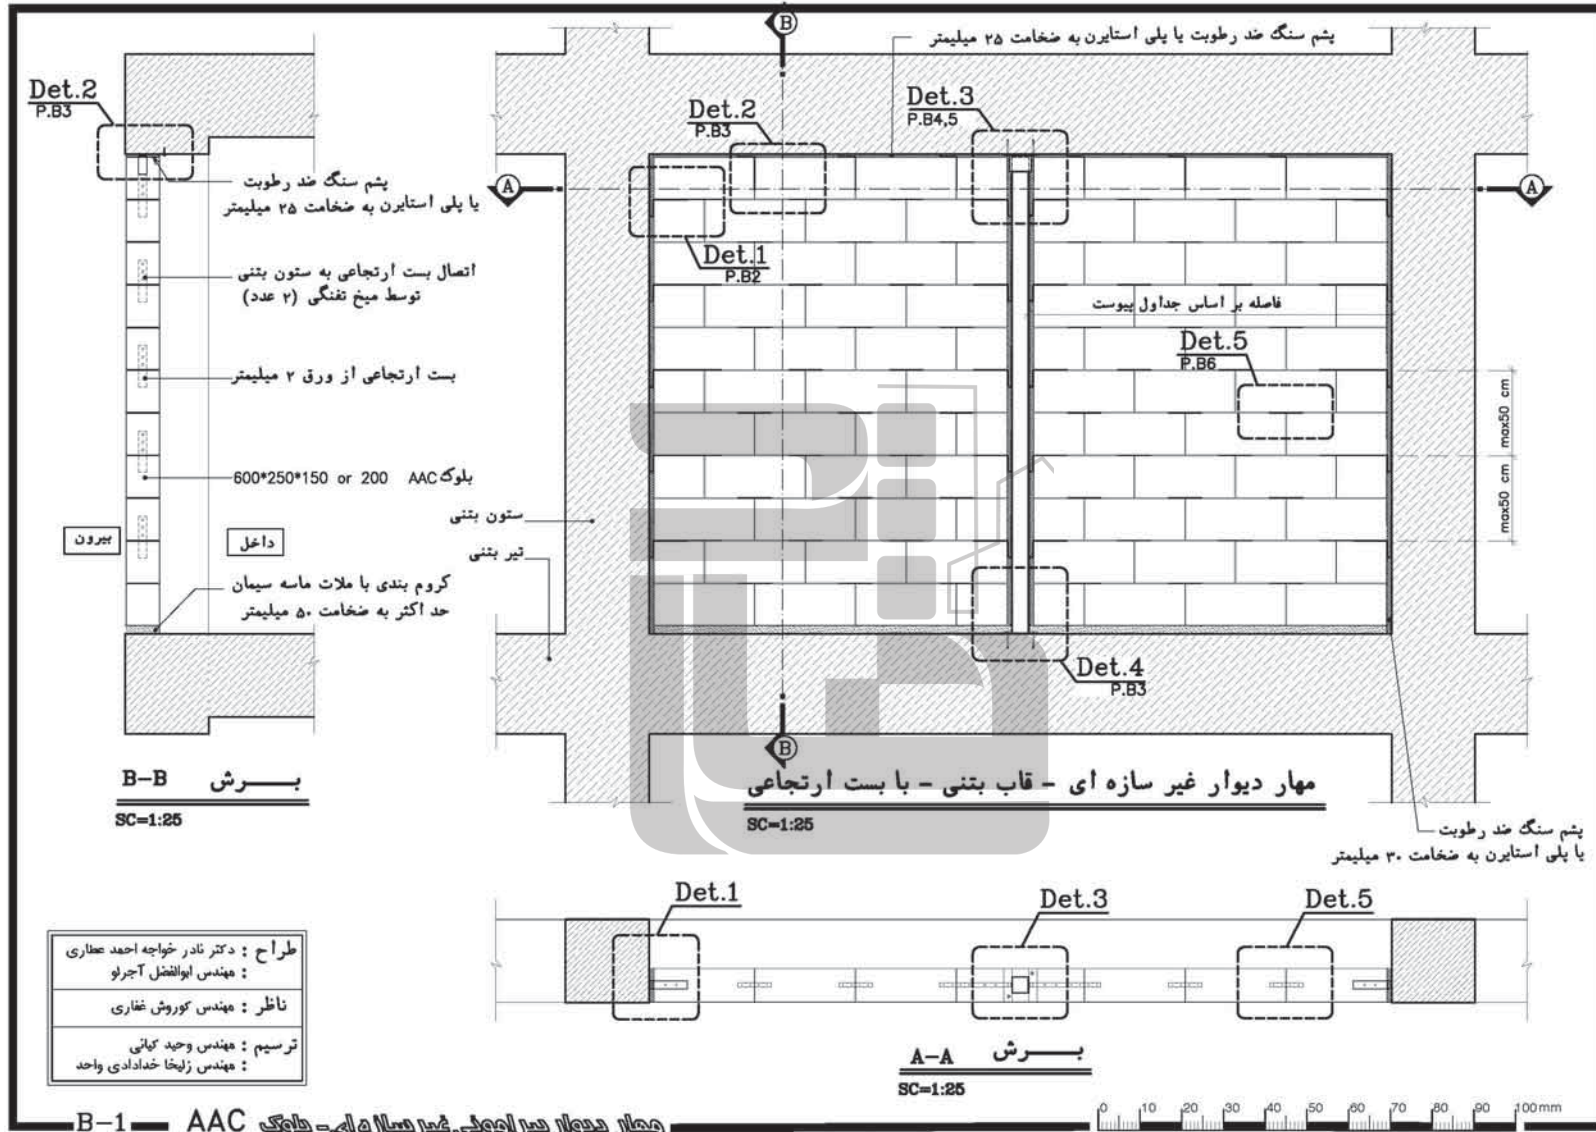 B
پشم سنگ ضد رطوبت یا پلی استایرن به ضخامت ۲۵ میلیمتر
Det.2
P.B3
Det.2
P.B3
Det.3
P.B4,5
پشم سنگ ضد رطوبت
یا پلی استایرن به ضخامت ۲۵ میلیمتر
A
A
Det.1
P.B2
اتصال بست ارتجاعی به ستون بتنی
توسط میخ تفنگی (۲ عدد)
فاصله بر اساس جداول پیوست
Det.5
P.B6
بست ارتجاعی از ورق ۲ میلیمتر
max50 cm
max50 cm
600*250*150 or 200 AAC بلوک
ستون بتنی
تیر بتنی
بیرون
داخل
کروم بندی با ملات ماسه سیمان
حد اکثر به ضخامت ۵۰ میلیمتر
Det.4
P.B3
B
B-B برش
SC=1:25
مهار دیوار غیر سازه ای - قاب بتنی - با بست ارتجاعی
SC=1:25
پشم سنگ ضد رطوبت
یا پلی استایرن به ضخامت ۳۰ میلیمتر
Det.1
Det.3
Det.5
طراح : دکتر نادر خواجه احمد عطاری
: مهندس ابوالفضل آجرلو
ناظر : مهندس کوروش غفاری
ترسیم : مهندس وحید کیانی
: مهندس زلیخا خدادادی واحد
A-A برش
SC=1:25
B-1
مهار دیوار پیرامونی غیر سازه ای - بلوک AAC
0 10 20 30 40 50 60 70 80 90 100mm